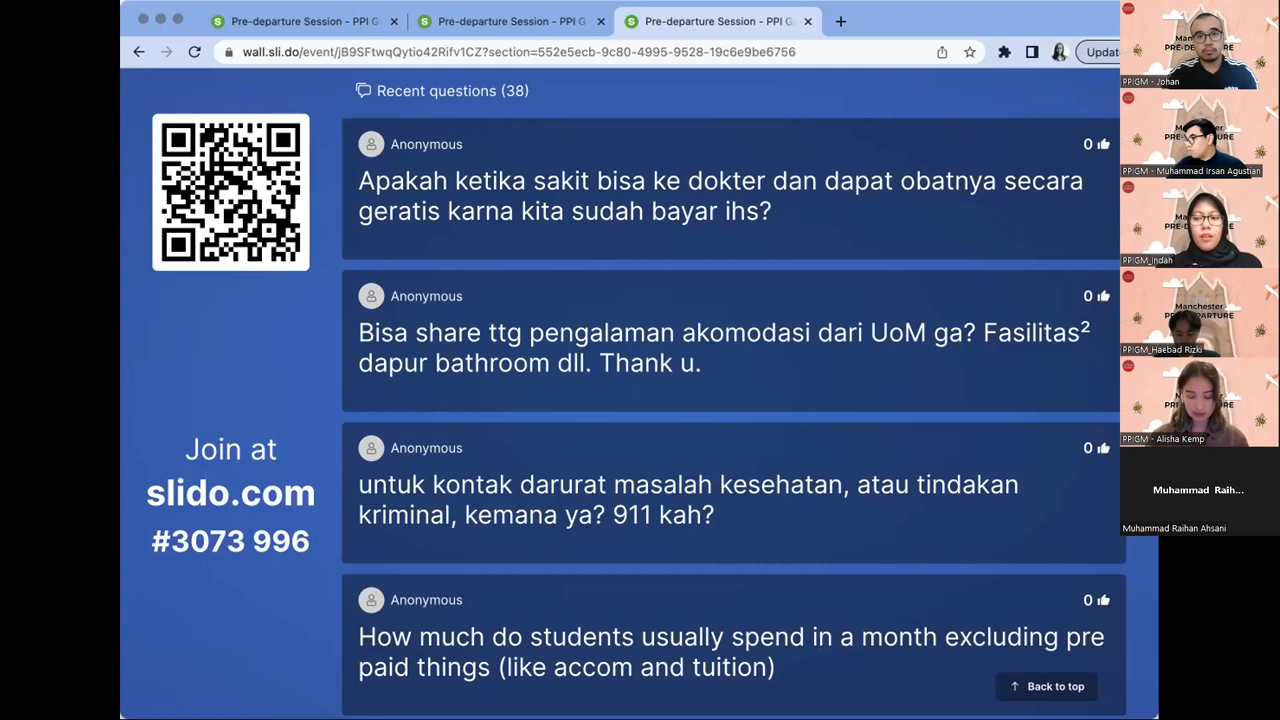 Pre-departure Session - PPI G
Pre-departure Session - PPI G
Pre-departure Session - PPI G
wall.sli.do/event/jB9SFtwqQytio42Rifv1CZ?section=552e5ecb-9c80-4995-9528-19c6e9be6756
Updat
Recent questions (38)
Anonymous
0
Apakah ketika sakit bisa ke dokter dan dapat obatnya secara
geratis karna kita sudah bayar ihs?
Anonymous
0
Bisa share ttg pengalaman akomodasi dari UoM ga? Fasilitas²
dapur bathroom dll. Thank u.
Join at
slido.com
#3073 996
Anonymous
0
untuk kontak darurat masalah kesehatan, atau tindakan
kriminal, kemana ya? 911 kah?
Anonymous
0
How much do students usually spend in a month excluding pre
paid things (like accom and tuition)
Back to top
PPIGM - Johan
PPIGM - Muhammad Irsan Agustian
PPIGM_Indah
Manchester
PPIGM_Haebad Rizki
PPIGM - Alisha Kemp
Muhammad Raih...
Muhammad Raihan Ahsani